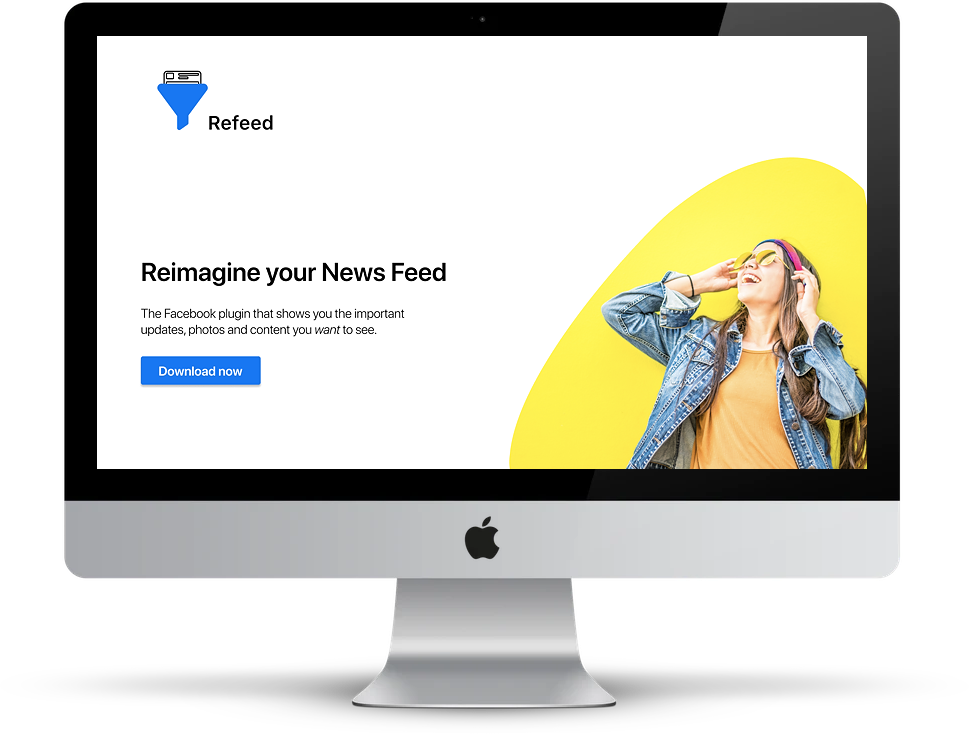 Refeed
Reimagine your News Feed
The Facebook plugin that shows you the important
updates, photos and content you want to see.
Download now